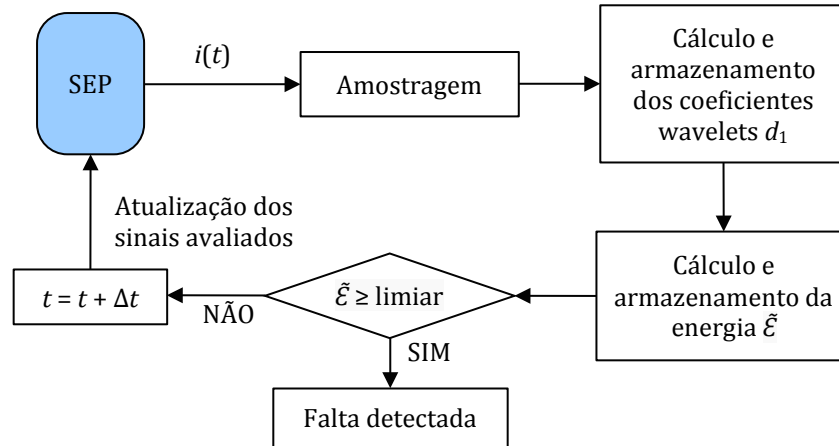 SEP
i(t)
Amostragem
Cálculo e
armazenamento
dos coeficientes
wavelets d₁
Atualização dos
sinais avaliados
t = t + Δt
NÃO
Ẽ ≥ limiar
SIM
Cálculo e
armazenamento da
energia Ẽ
Falta detectada